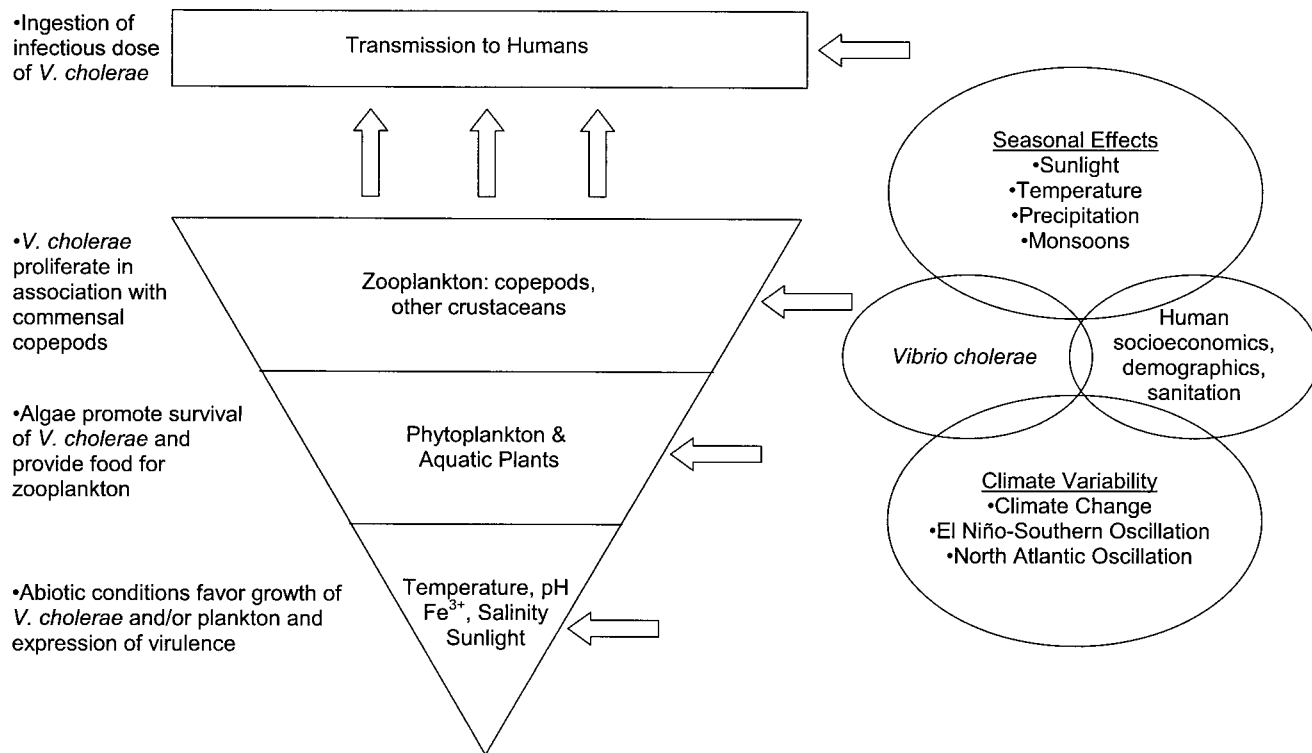 •Ingestion of
infectious dose
of V. cholerae
Transmission to Humans
•V. cholerae
proliferate in
association with
commensal
copepods
Zooplankton: copepods,
other crustaceans
•Algae promote survival
of V. cholerae and
provide food for
zooplankton
Phytoplankton &
Aquatic Plants
•Abiotic conditions favor growth of
V. cholerae and/or plankton and
expression of virulence
Temperature, pH
Fe³⁺, Salinity
Sunlight
Seasonal Effects
•Sunlight
•Temperature
•Precipitation
•Monsoons
Vibrio cholerae
Human
socioeconomics,
demographics,
sanitation
Climate Variability
•Climate Change
•El Niño-Southern Oscillation
•North Atlantic Oscillation